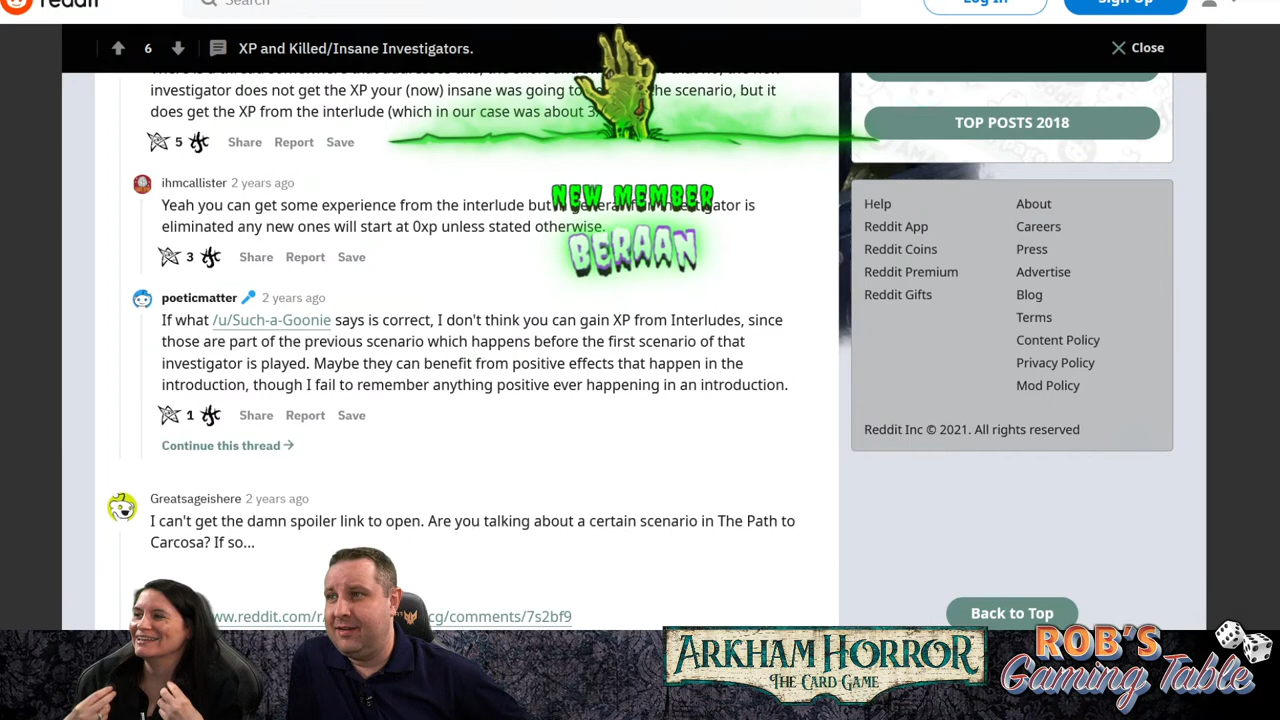 reddit
Search
Log In
Sign Up
6
XP and Killed/Insane Investigators.
Close
investigator does not get the XP your (now) insane was going to
the scenario, but it
does get the XP from the interlude (which in our case was about 3
5
Share
Report
Save
TOP POSTS 2018
NEW MEMBER
BERAAN
ihmcallister 2 years ago
Yeah you can get some experience from the interlude but
is
eliminated any new ones will start at 0xp unless stated otherwise.
3
Share
Report
Save
poeticmatter 2 years ago
If what /u/Such-a-Goonie says is correct, I don't think you can gain XP from Interludes, since
those are part of the previous scenario which happens before the first scenario of that
investigator is played. Maybe they can benefit from positive effects that happen in the
introduction, though I fail to remember anything positive ever happening in an introduction.
1
Share
Report
Save
Continue this thread →
Greatsageishere 2 years ago
I can't get the damn spoiler link to open. Are you talking about a certain scenario in The Path to
Carcosa? If so...
ww.reddit.com/r
cg/comments/7s2bf9
Help
About
Reddit App
Careers
Reddit Coins
Press
Reddit Premium
Advertise
Reddit Gifts
Blog
Terms
Content Policy
Privacy Policy
Mod Policy
Reddit Inc © 2021. All rights reserved
Back to Top
ARKHAM HORROR
THE CARD GAME
ROB'S
Gaming Table